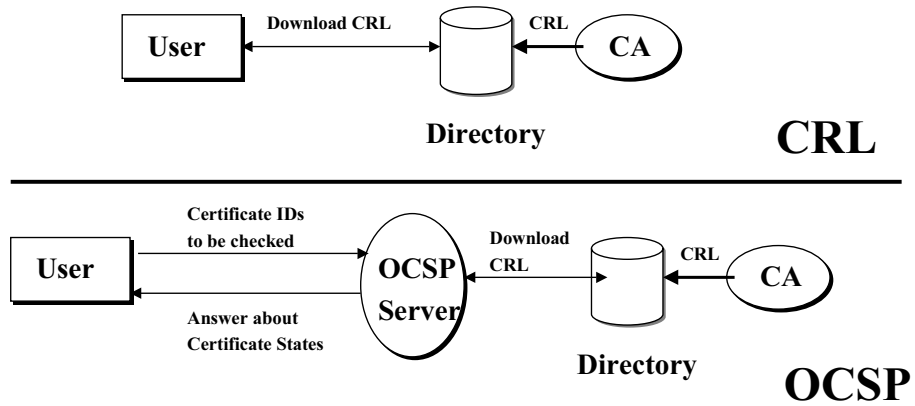 Download CRL
CRL
User
CA
Directory
CRL
Certificate IDs
to be checked
Download
CRL
CRL
User
OCSP
Server
CA
Answer about
Certificate States
Directory
OCSP